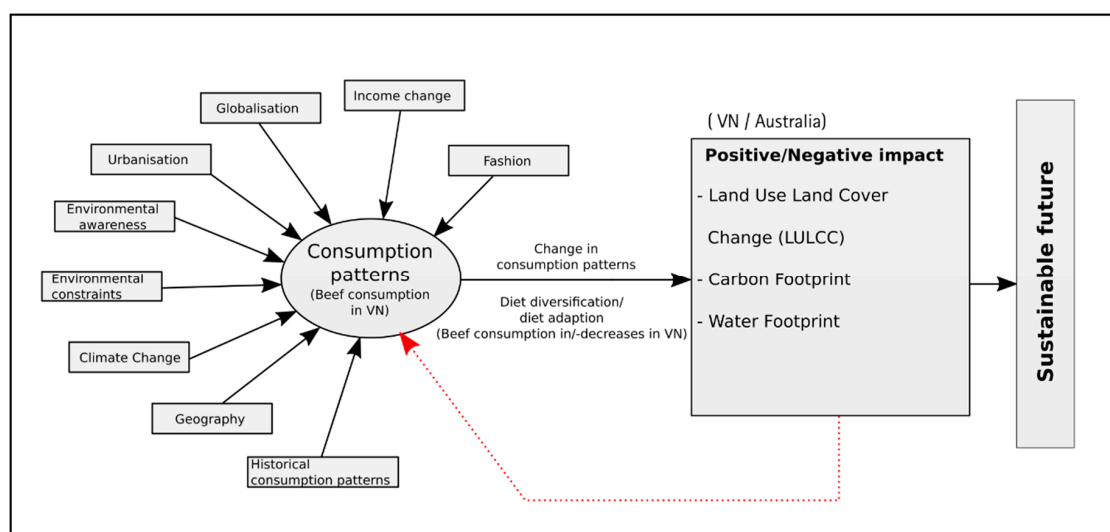 Income change
Globalisation
Fashion
Urbanisation
Environmental
awareness
Environmental
constraints
Climate Change
Geography
Historical
consumption patterns
Consumption
patterns
(Beef consumption
in VN)
Change in
consumption patterns
Diet diversification/
diet adaption
(Beef consumption in/-decreases in VN)
( VN / Australia)
Positive/Negative impact
- Land Use Land Cover
Change (LULCC)
- Carbon Footprint
- Water Footprint
Sustainable future